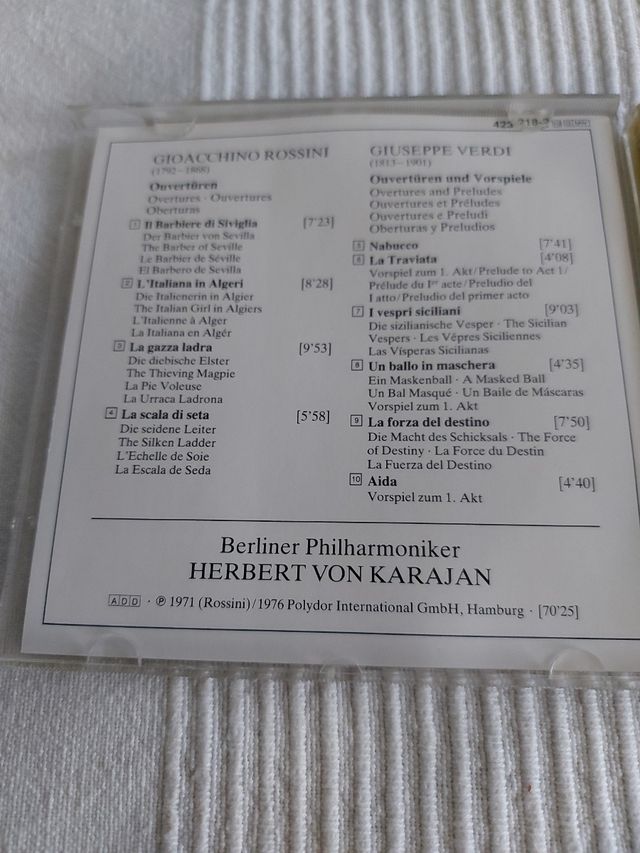 423 218-2
GIOACCHINO ROSSINI
(1792–1868)
Ouvertüren
Overtures · Ouvertures
Oberturas
1 Il Barbiere di Siviglia [7'23]
Der Barbier von Sevilla
The Barber of Seville
Le Barbier de Séville
El Barbero de Sevilla
2 L'Italiana in Algeri [8'28]
Die Italienerin in Algier
The Italian Girl in Algiers
L'Italienne à Alger
La Italiana en Algér
3 La gazza ladra [9'53]
Die diebische Elster
The Thieving Magpie
La Pie Voleuse
La Urraca Ladrona
4 La scala di seta [5'58]
Die seidene Leiter
The Silken Ladder
L'Echelle de Soie
La Escala de Seda
GIUSEPPE VERDI
(1813–1901)
Ouvertüren und Vorspiele
Overtures and Preludes
Ouvertures et Préludes
Ouverture e Preludi
Oberturas y Preludios
5 Nabucco [7'41]
6 La Traviata [4'08]
Vorspiel zum 1. Akt/Prelude to Act 1/
Prélude du Ier acte/Preludio del
I atto/Preludio del primer acto
7 I vespri siciliani [9'03]
Die sizilianische Vesper · The Sicilian
Vespers · Les Vépres Siciliennes
Las Vísperas Sicilianas
8 Un ballo in maschera [4'35]
Ein Maskenball · A Masked Ball
Un Bal Masqué · Un Baile de Máscaras
Vorspiel zum 1. Akt
9 La forza del destino [7'50]
Die Macht des Schicksals · The Force
of Destiny · La Force du Destin
La Fuerza del Destino
10 Aida [4'40]
Vorspiel zum 1. Akt
Berliner Philharmoniker
HERBERT VON KARAJAN
ADD · ℗ 1971 (Rossini)/1976 Polydor International GmbH, Hamburg · [70'25]